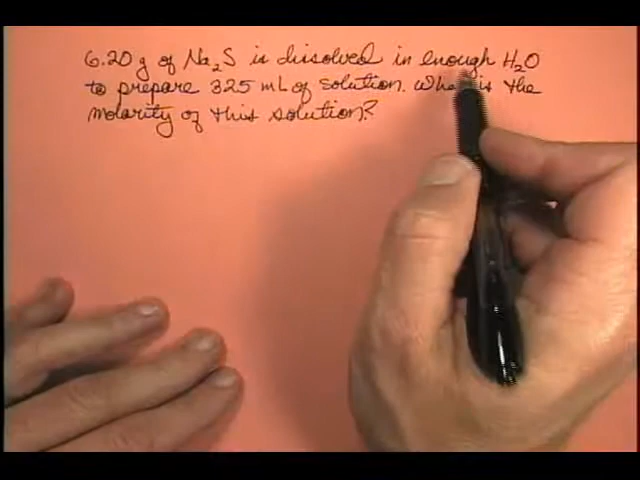 6.20 g of Na₂S is dissolved in enough H₂O
to prepare 325 mL of solution. What is the
molarity of this solution?